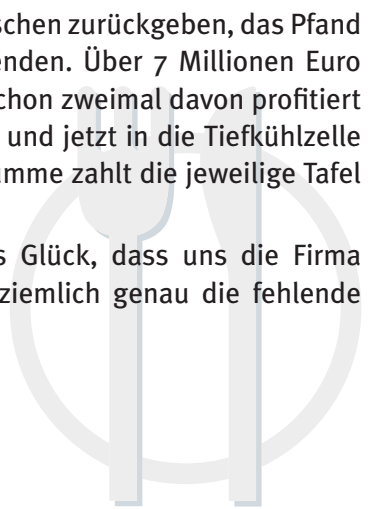 schen zurückgeben, das Pfand
enden. Über 7 Millionen Euro
chon zweimal davon profitiert
und jetzt in die Tiefkühlzelle
umme zahlt die jeweilige Tafel
s Glück, dass uns die Firma
ziemlich genau die fehlende